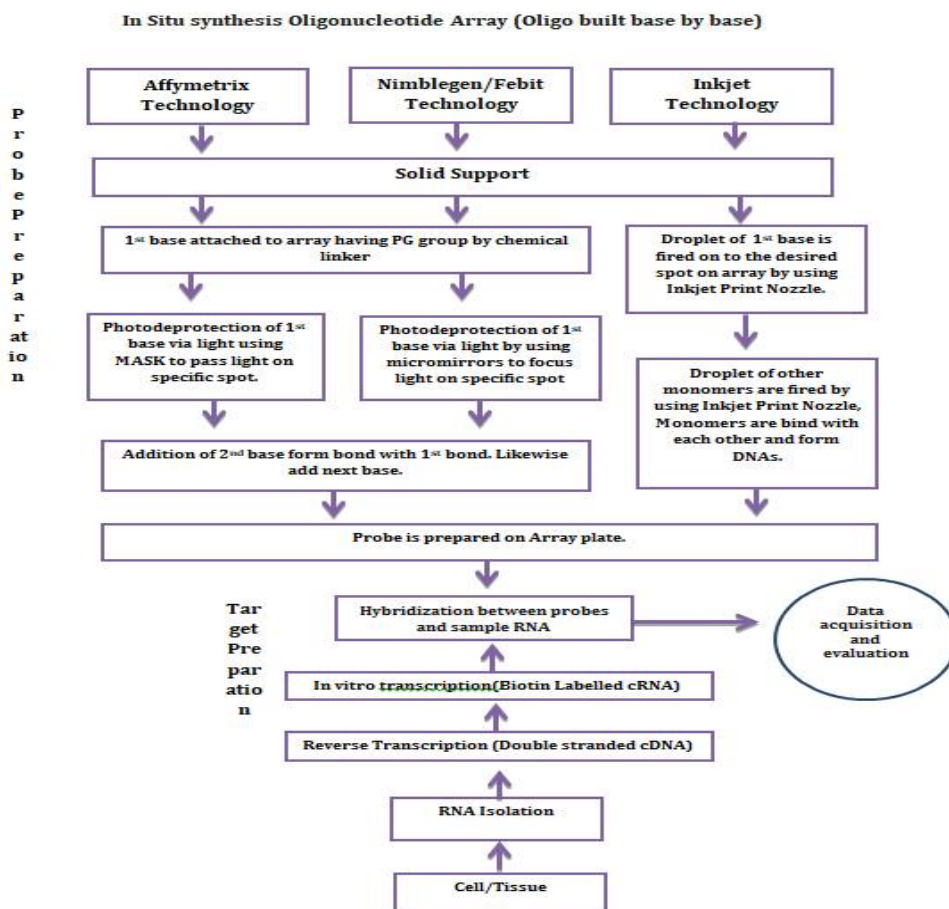 In Situ synthesis Oligonucleotide Array (Oligo built base by base)
Affymetrix
Technology
Nimblegen/Febit
Technology
Inkjet
Technology
P
r
o
b
e
P
r
e
p
a
r
at
io
n
Solid Support
1st base attached to array having PG group by chemical
linker
Droplet of 1st base is
fired on to the desired
spot on array by using
Inkjet Print Nozzle.
Photodeprotection of 1st
base via light using
MASK to pass light on
specific spot.
Photodeprotection of 1st
base via light by using
micromirrors to focus
light on specific spot
Droplet of other
monomers are fired by
using Inkjet Print Nozzle,
Monomers are bind with
each other and form
DNAs.
Addition of 2nd base form bond with 1st bond. Likewise
add next base.
Probe is prepared on Array plate.
Tar
get
Pre
par
atio
n
Hybridization between probes
and sample RNA
Data
acquisition
and
evaluation
In vitro transcription(Biotin Labelled cRNA)
Reverse Transcription (Double stranded cDNA)
RNA Isolation
Cell/Tissue